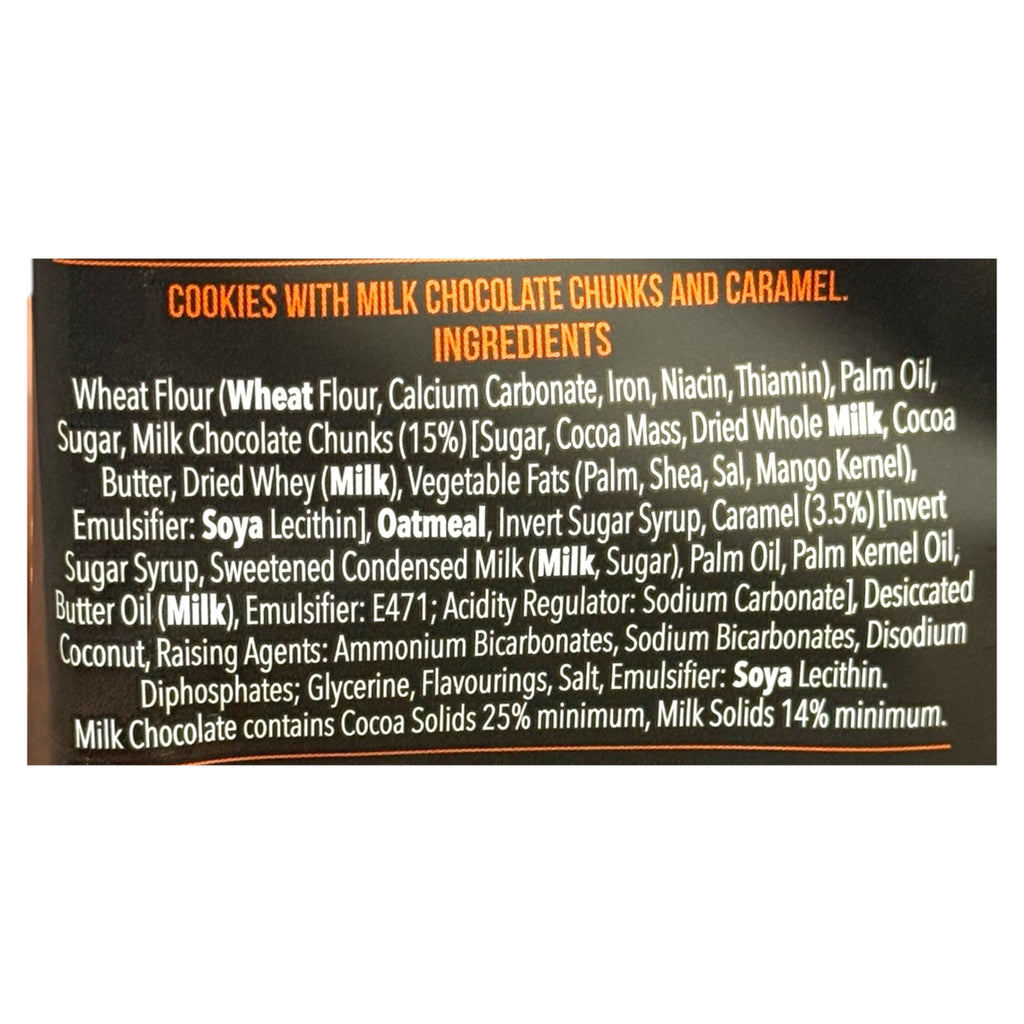 COOKIES WITH MILK CHOCOLATE CHUNKS AND CARAMEL.
INGREDIENTS
Wheat Flour (Wheat Flour, Calcium Carbonate, Iron, Niacin, Thiamin), Palm Oil,
Sugar, Milk Chocolate Chunks (15%) [Sugar, Cocoa Mass, Dried Whole Milk, Cocoa
Butter, Dried Whey (Milk), Vegetable Fats (Palm, Shea, Sal, Mango Kernel),
Emulsifier: Soya Lecithin], Oatmeal, Invert Sugar Syrup, Caramel (3.5%) [Invert
Sugar Syrup, Sweetened Condensed Milk (Milk, Sugar), Palm Oil, Palm Kernel Oil,
Butter Oil (Milk), Emulsifier: E471; Acidity Regulator: Sodium Carbonate], Desiccated
Coconut, Raising Agents: Ammonium Bicarbonates, Sodium Bicarbonates, Disodium
Diphosphates; Glycerine, Flavourings, Salt, Emulsifier: Soya Lecithin.
Milk Chocolate contains Cocoa Solids 25% minimum, Milk Solids 14% minimum.